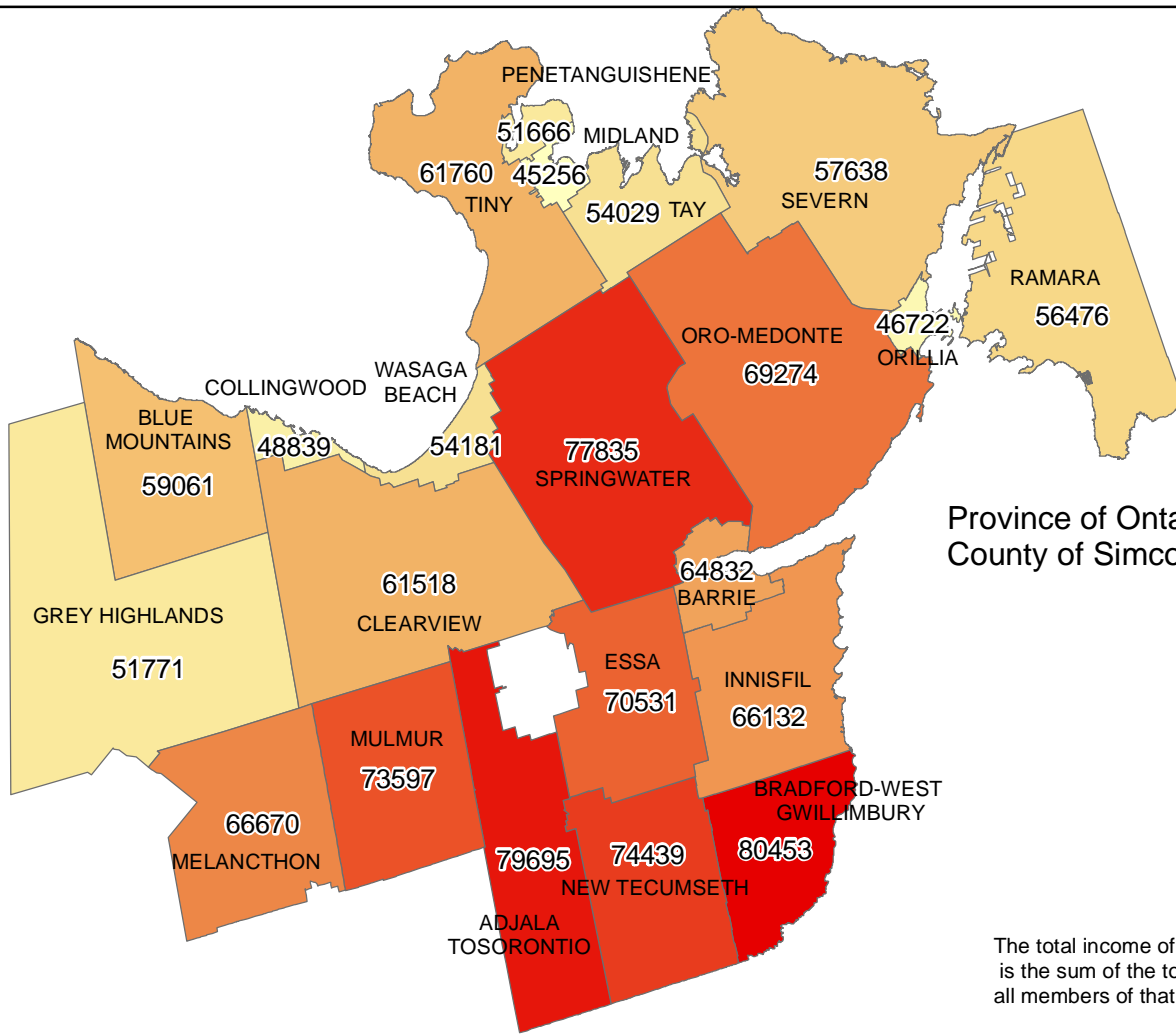 PENETANGUISHENE
51666
MIDLAND
61760
45256
57638
TINY
54029 TAY
SEVERN
RAMARA
56476
46722
ORO-MEDONTE
ORILLIA
69274
WASAGA
BEACH
COLLINGWOOD
BLUE
MOUNTAINS
48839
54181
77835
59061
SPRINGWATER
Province of
County of
64832
61518
BARRIE
GREY HIGHLANDS
CLEARVIEW
51771
ESSA
INNISFIL
70531
66132
MULMUR
73597
BRADFORD-WEST
GWILLIMBURY
66670
79695
74439
80453
MELANCTHON
NEW TECUMSETH
ADJALA
TOSORONTIO
The total income of
is the sum of the
all members of that